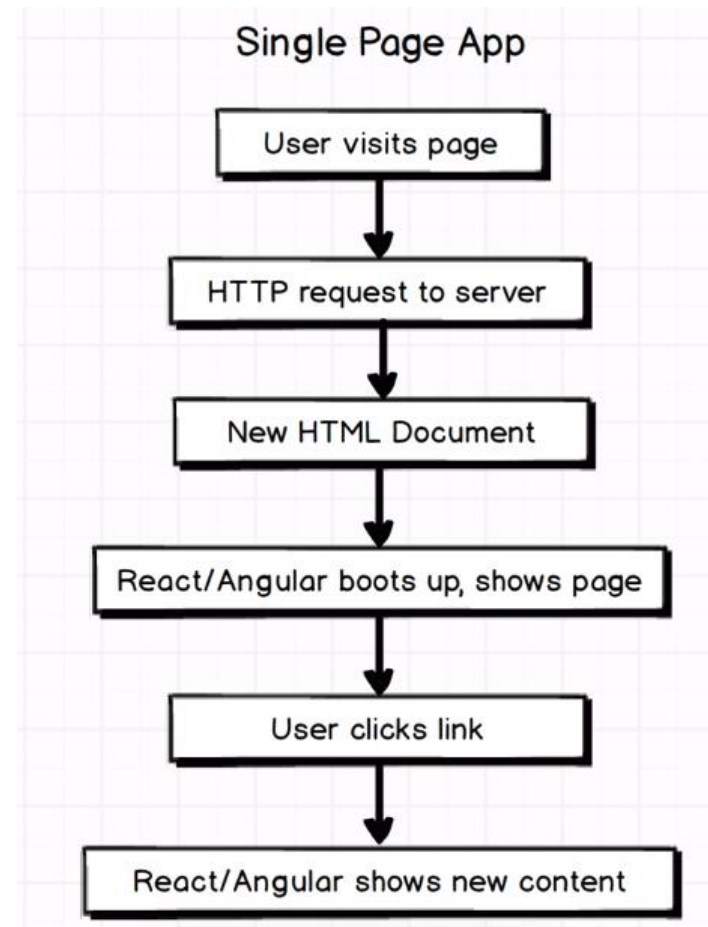 Single Page App
User visits page
HTTP request to server
New HTML Document
React/Angular boots up, shows page
User clicks link
React/Angular shows new content